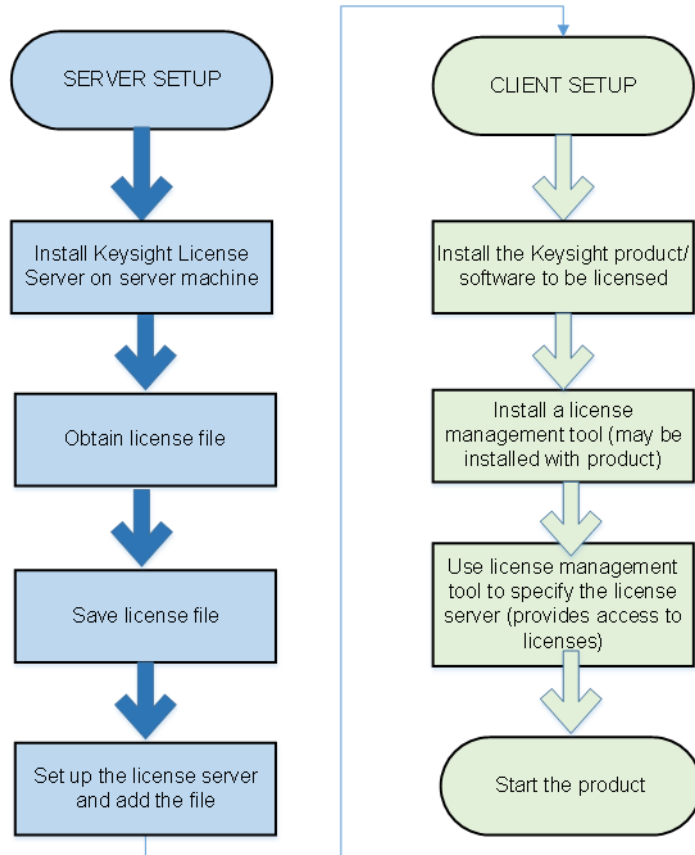 SERVER SETUP
Install Keysight License
Server on server machine
Obtain license file
Save license file
Set up the license server
and add the file
CLIENT SETUP
Install the Keysight product/
software to be licensed
Install a license
management tool (may be
installed with product)
Use license management
tool to specify the license
server (provides access to
licenses)
Start the product